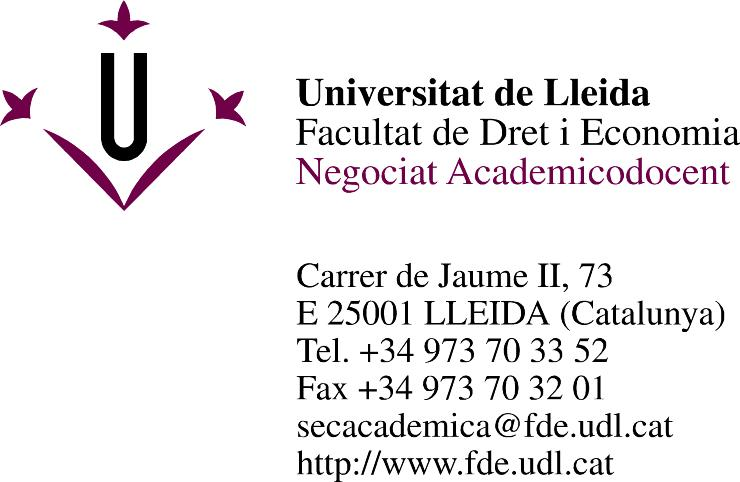 U
Universitat de Lleida
Facultat de Dret i Economia
Negociat Academicodocent
Carrer de Jaume II, 73
E 25001 LLEIDA (Catalunya)
Tel. +34 973 70 33 52
Fax +34 973 70 32 01
secacademica@fde.udl.cat
http://www.fde.udl.cat